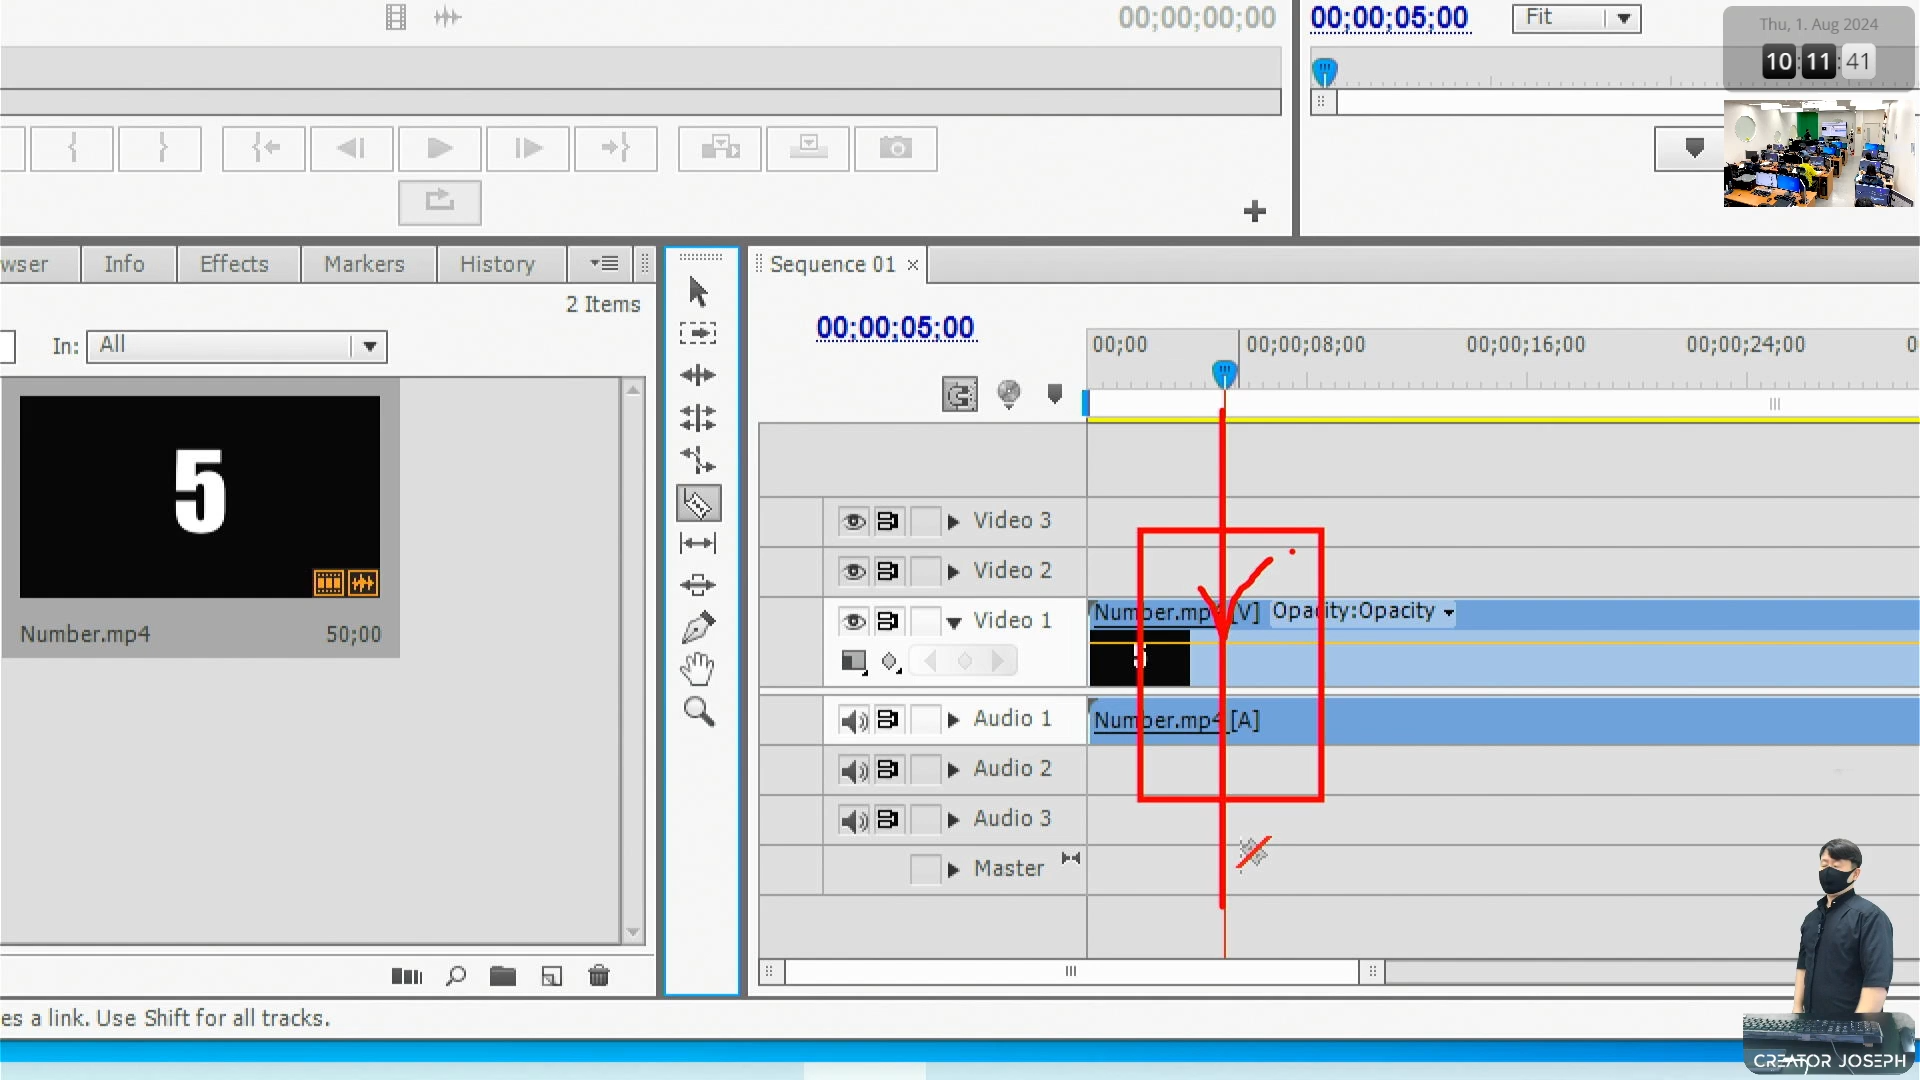 00;00;00;00
00;00;05;00
Fit
Thu, 1. Aug 2024
10:11:41
wser
Info
Effects
Markers
History
Sequence 01
2 Items
In: All
5
Number.mp4
50;00
00;00;05;00
00;00
00;00;08;00
00;00;16;00
00;00;24;00
0
Video 3
Video 2
Video 1
Number.mp4 [V] Opacity:Opacity
Audio 1
Number.mp4 [A]
Audio 2
Audio 3
Master
es a link. Use Shift for all tracks.
CREATOR JOSEPH